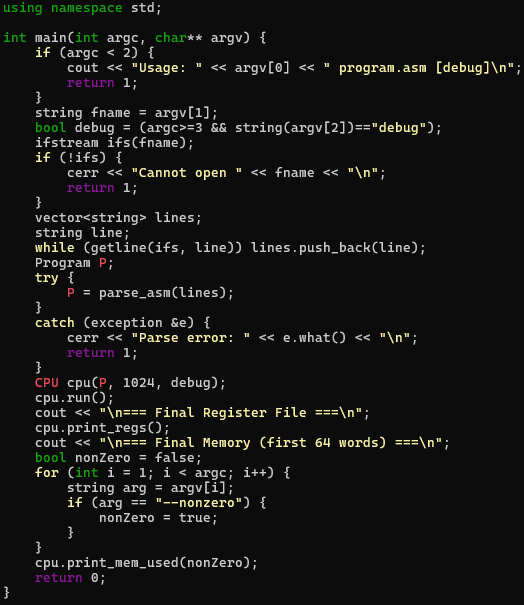 using namespace std;

int main(int argc, char** argv) {
    if (argc < 2) {
        cout << "Usage: " << argv[0] << " program.asm [debug]\n";
        return 1;
    }
    string fname = argv[1];
    bool debug = (argc>=3 && string(argv[2])=="debug");
    ifstream ifs(fname);
    if (!ifs) {
        cerr << "Cannot open " << fname << "\n";
        return 1;
    }
    vector<string> lines;
    string line;
    while (getline(ifs, line)) lines.push_back(line);
    Program P;
    try {
        P = parse_asm(lines);
    }
    catch (exception &e) {
        cerr << "Parse error: " << e.what() << "\n";
        return 1;
    }
    CPU cpu(P, 1024, debug);
    cpu.run();
    cout << "\n=== Final Register File ===\n";
    cpu.print_regs();
    cout << "\n=== Final Memory (first 64 words) ===\n";
    bool nonZero = false;
    for (int i = 1; i < argc; i++) {
        string arg = argv[i];
        if (arg == "--nonzero") {
            nonZero = true;
        }
    }
    cpu.print_mem_used(nonZero);
    return 0;
}